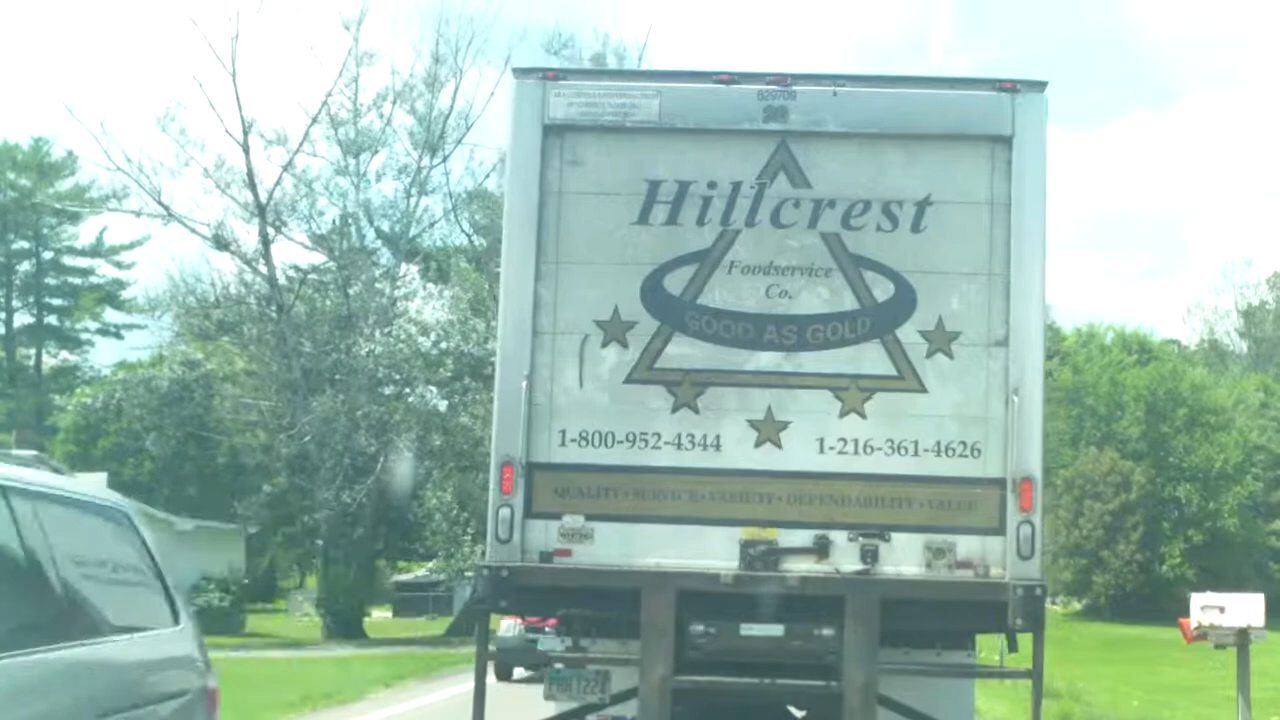 629709
Hillcrest
Foodservice
Co.
GOOD AS GOLD
1-800-952-4344
1-216-361-4626
QUALITY • SERVICE • VARIETY • DEPENDABILITY • VALUE